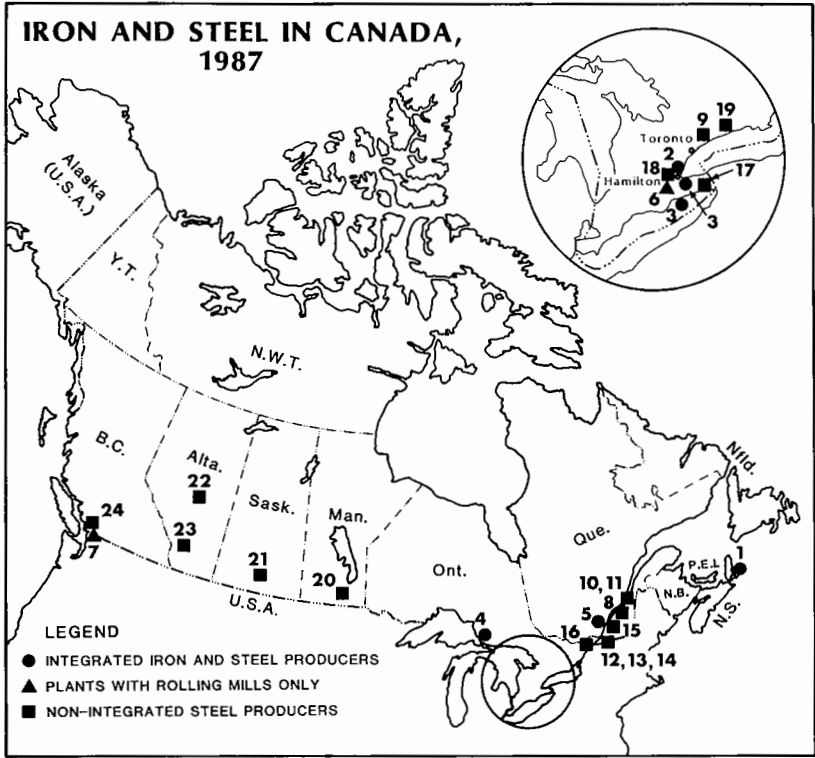 IRON AND STEEL IN CANADA,
1987
Alaska
(U.S.A.)
Y.T.
N.W.T.
B.C.
Alta.
22
23
Sask.
21
Man.
20
Ont.
Que.
Nfld.
P.E.I.
N.B.
N.S.
1
24
7
U.S.A.
4
10, 11
8
5
15
16
12, 13, 14
9
19
Toronto
2
18
Hamilton
17
6
3
3
LEGEND
INTEGRATED IRON AND STEEL PRODUCERS
PLANTS WITH ROLLING MILLS ONLY
NON-INTEGRATED STEEL PRODUCERS